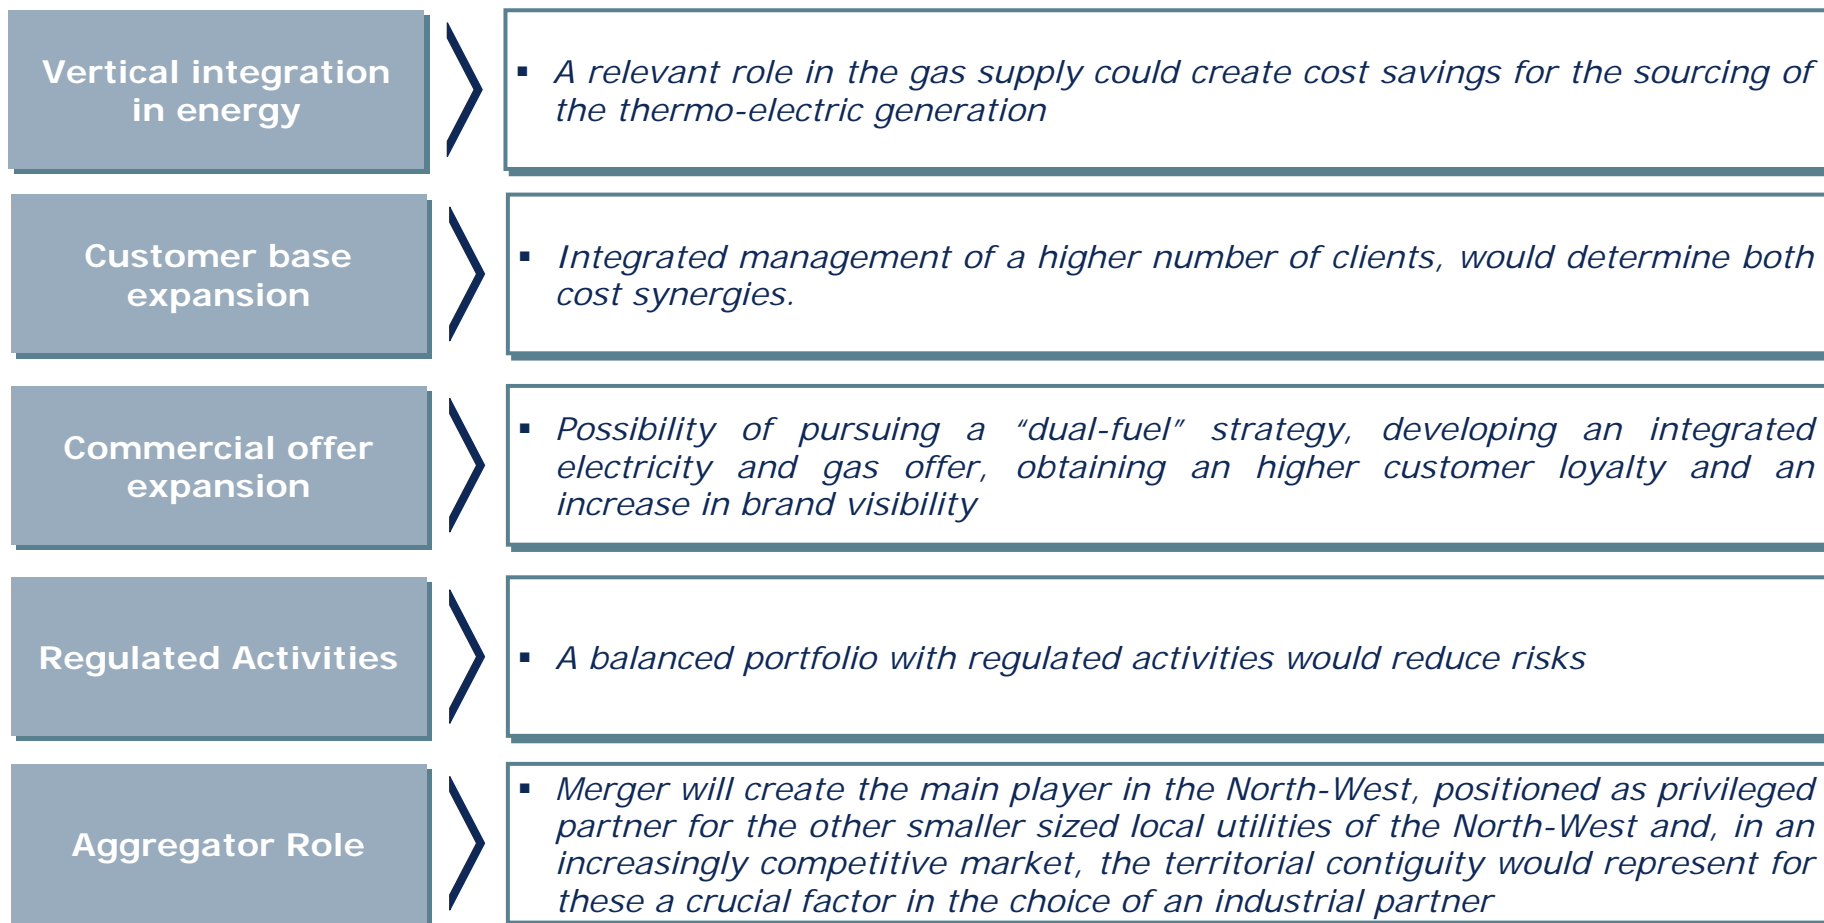 Vertical integration
in energy
▪ A relevant role in the gas supply could create cost savings for the sourcing of
the thermo-electric generation
Customer base
expansion
▪ Integrated management of a higher number of clients, would determine both
cost synergies.
Commercial offer
expansion
▪ Possibility of pursuing a “dual-fuel” strategy, developing an integrated
electricity and gas offer, obtaining an higher customer loyalty and an
increase in brand visibility
Regulated Activities
▪ A balanced portfolio with regulated activities would reduce risks
Aggregator Role
▪ Merger will create the main player in the North-West, positioned as privileged
partner for the other smaller sized local utilities of the North-West and, in an
increasingly competitive market, the territorial contiguity would represent for
these a crucial factor in the choice of an industrial partner